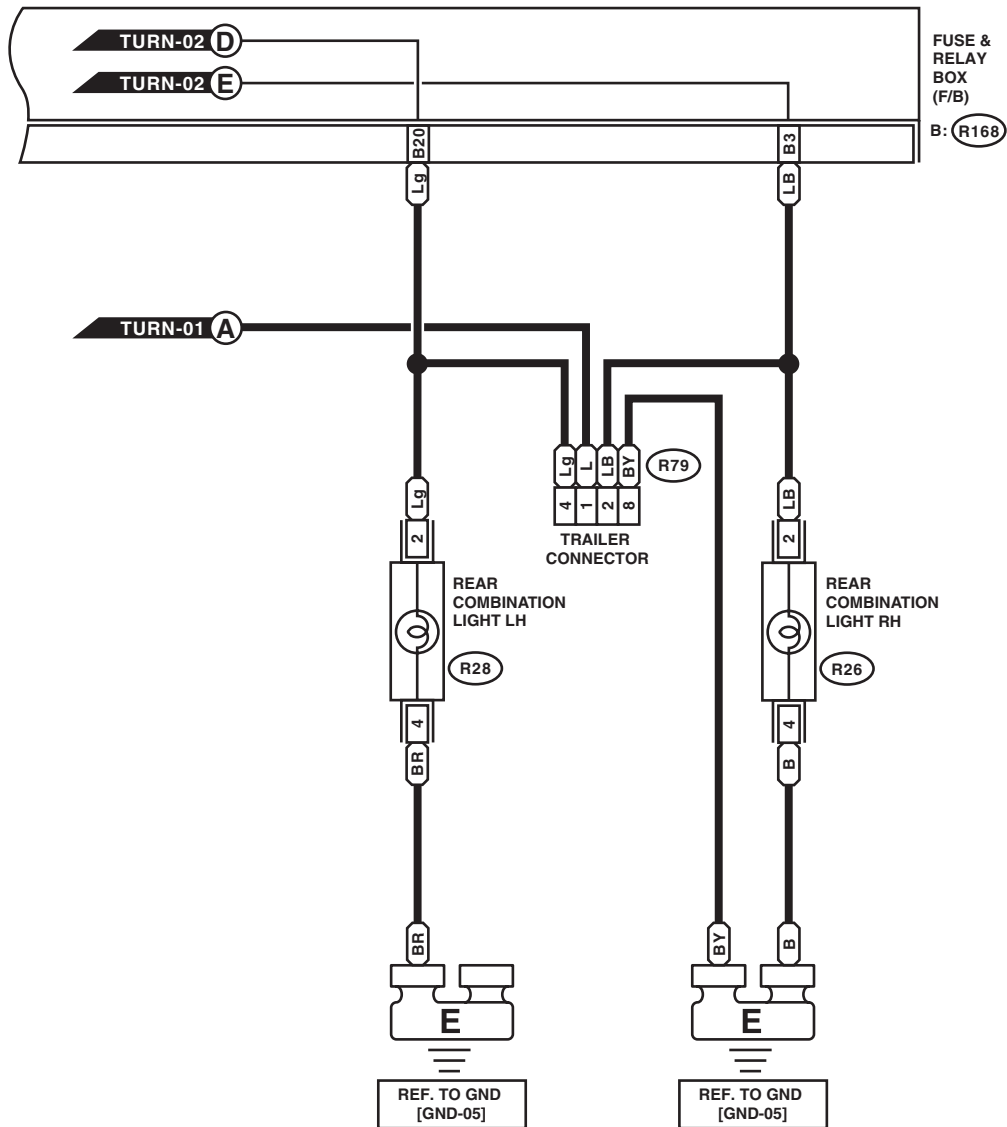 TURN-02 D
TURN-02 E
FUSE &
RELAY
BOX
(F/B)
B: R168
B20
B3
Lg
LB
TURN-01 A
Lg
L
LB
BY
R79
4
1
2
8
TRAILER
CONNECTOR
Lg
LB
2
2
REAR
COMBINATION
LIGHT LH
R28
REAR
COMBINATION
LIGHT RH
R26
4
4
BR
B
BR
BY
B
E
E
REF. TO GND
[GND-05]
REF. TO GND
[GND-05]